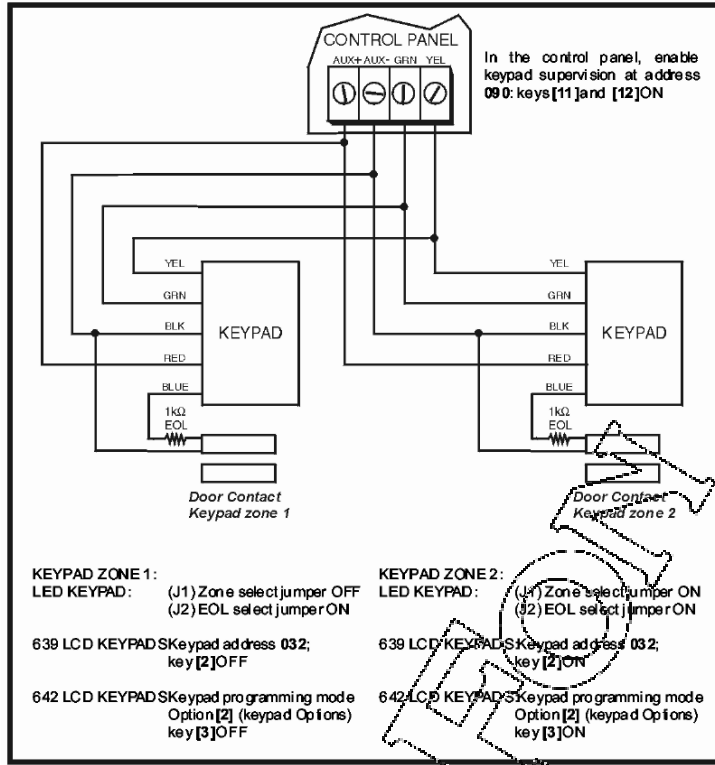 CONTROL PANEL
AUX+ AUX- GRN YEL
In the control panel, enable
keypad supervision at address
090: keys [11] and [12] ON
YEL
GRN
BLK
RED
BLUE
KEYPAD
1kΩ
EOL
Door Contact
Keypad zone 1
YEL
GRN
BLK
RED
BLUE
KEYPAD
1kΩ
EOL
Door Contact
Keypad zone 2
KEYPAD ZONE 1:
LED KEYPAD: (J1) Zone select jumper OFF
(J2) EOL select jumper ON
639 LCD KEYPADS Keypad address 032;
key [2] OFF
642 LCD KEYPADS Keypad programming mode
Option [2] (keypad Options)
key [3] OFF
KEYPAD ZONE 2:
LED KEYPAD: (J1) Zone select jumper ON
(J2) EOL select jumper ON
639 LCD KEYPADS: Keypad address 032;
key [2] ON
642 LCD KEYPADS Keypad programming mode
Option [2] (keypad Options)
key [3] ON